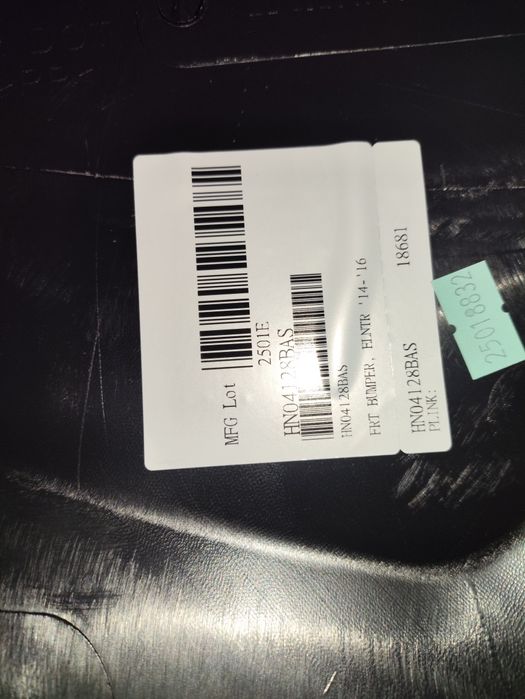 MFG Lot
2501E
HN04128BAS
HN04128BAS
FRT BUMPER, ELNTR '14-'16
HN04128BAS 18681
PLINK:
25018832